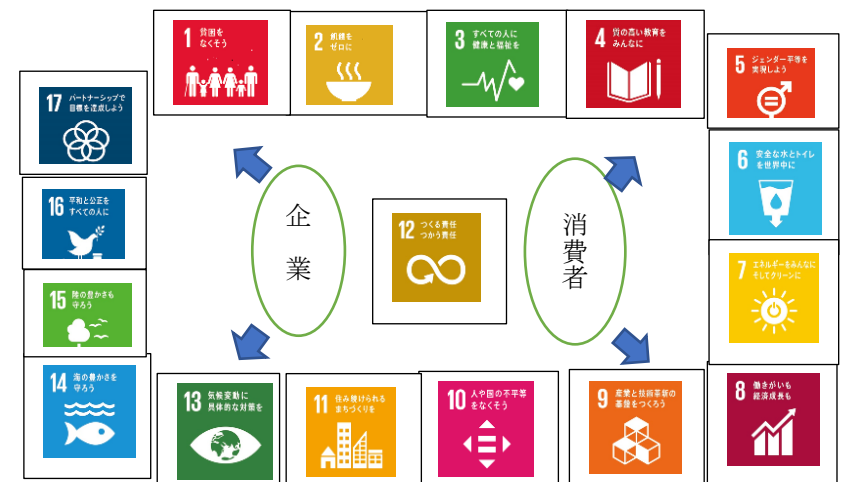 1 貧困を
なくそう
2 飢餓を
ゼロに
3 すべての人に
健康と福祉を
4 質の高い教育を
みんなに
5 ジェンダー平等を
実現しよう
17 パートナーシップで
目標を達成しよう
6 安全な水とトイレ
を世界中に
16 平和と公正を
すべての人に
企業
消費者
12 つくる責任
つかう責任
7 エネルギーをみんなに
そしてクリーンに
15 陸の豊かさも
守ろう
14 海の豊かさを
守ろう
13 気候変動に
具体的な対策を
11 住み続けられる
まちづくりを
10 人や国の不平等
をなくそう
9 産業と技術革新の
基盤をつくろう
8 働きがいも
経済成長も